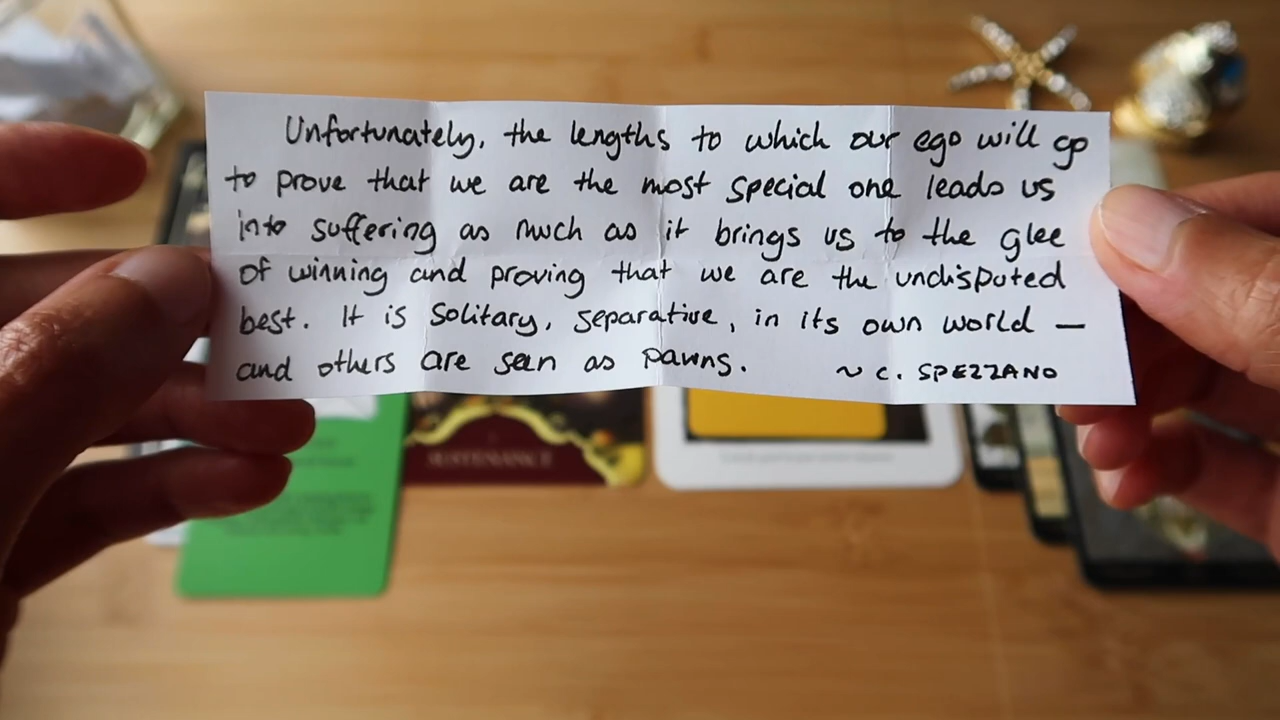 Unfortunately, the lengths to which our ego will go
to prove that we are the most special one leads us
into suffering as much as it brings us to the glee
of winning and proving that we are the undisputed
best. It is solitary, separative, in its own world —
and others are seen as pawns. ~ C. SPEZZANO
SUSTENANCE